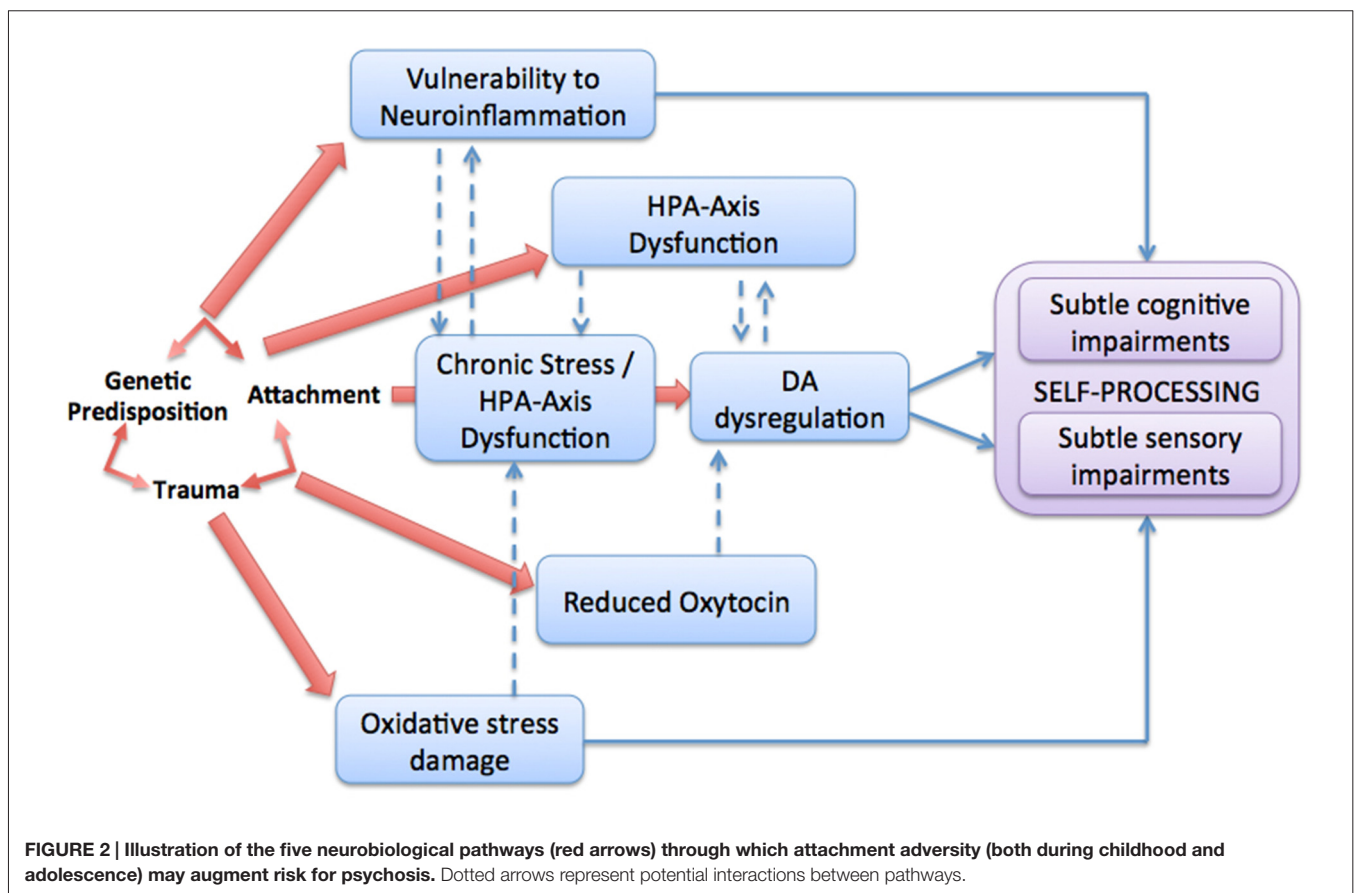 Vulnerability to
Neuroinflammation
HPA-Axis
Dysfunction
Genetic
Predisposition
Attachment
Trauma
Chronic Stress /
HPA-Axis
Dysfunction
DA
dysregulation
Subtle cognitive
impairments
SELF-PROCESSING
Subtle sensory
impairments
Reduced Oxytocin
Oxidative stress
damage
FIGURE 2 | Illustration of the five neurobiological pathways (red arrows) through which attachment adversity (both during childhood and
adolescence) may augment risk for psychosis. Dotted arrows represent potential interactions between pathways.